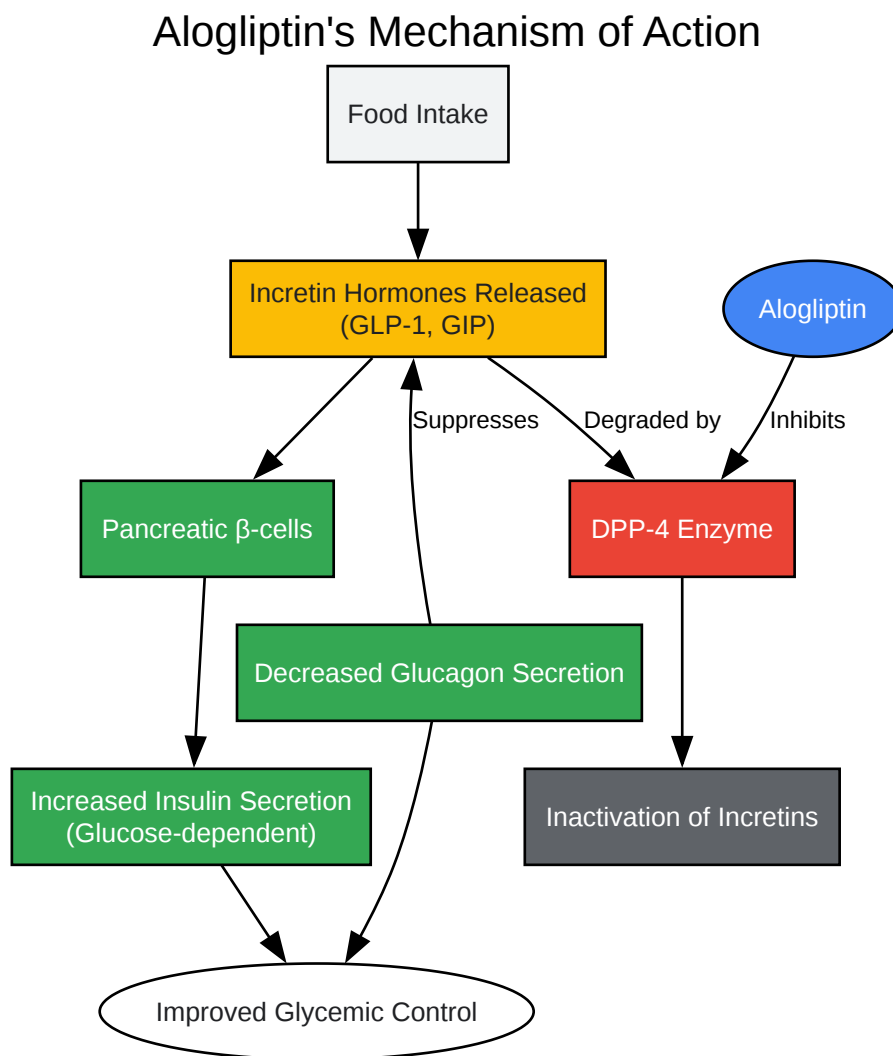 Alogliptin's Mechanism of Action
Food Intake
Incretin Hormones Released
(GLP-1, GIP)
Alogliptin
Suppresses
Degraded by
Inhibits
Pancreatic β-cells
DPP-4 Enzyme
Decreased Glucagon Secretion
Increased Insulin Secretion
(Glucose-dependent)
Inactivation of Incretins
Improved Glycemic Control